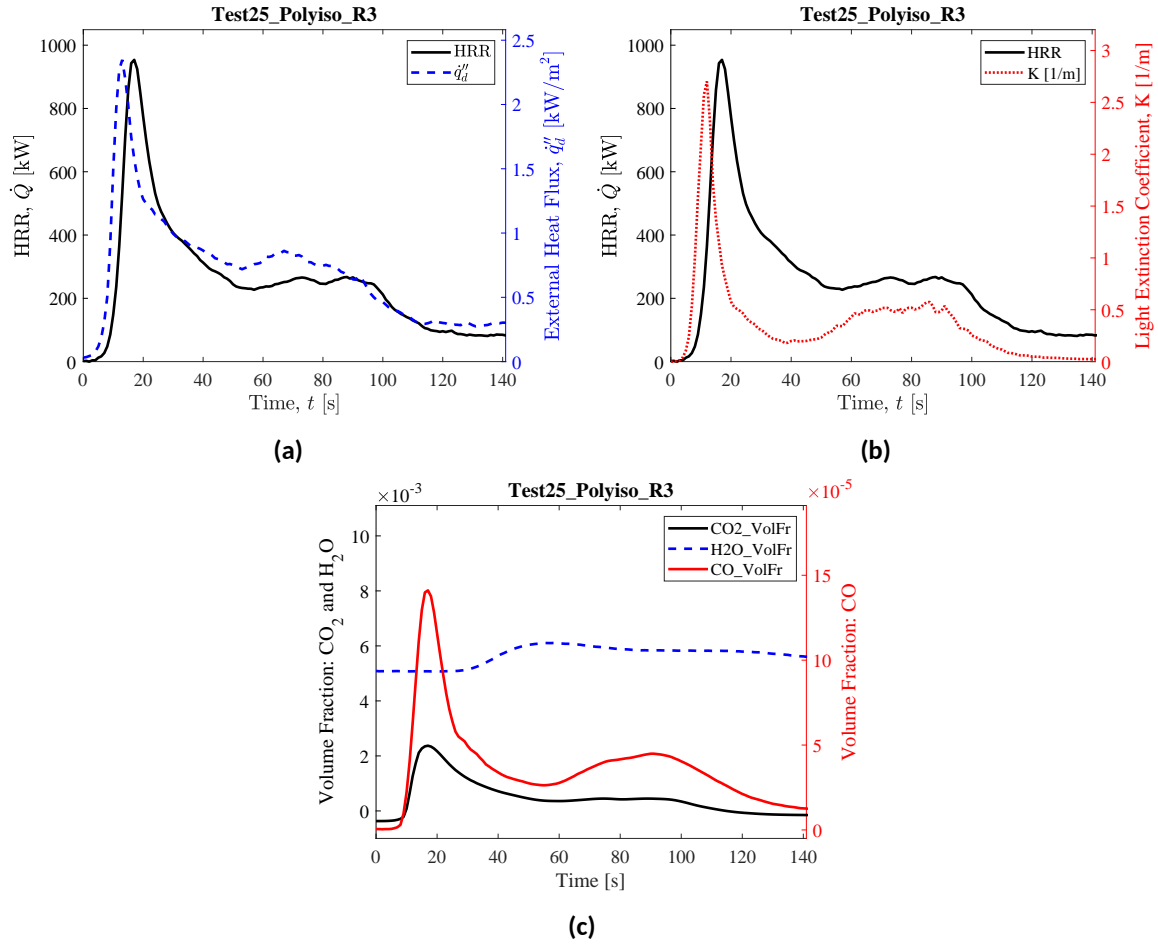 Test25_Polyiso_R3
HRR
q̇″d
HRR, Q̇ [kW]
0
200
400
600
800
1000
External Heat Flux, q̇″d [kW/m²]
0
0.5
1
1.5
2
2.5
0 20 40 60 80 100 120 140
Time, t [s]
(a)
Test25_Polyiso_R3
HRR
K [1/m]
HRR, Q̇ [kW]
0
200
400
600
800
1000
Light Extinction Coefficient, K [1/m]
0
0.5
1
1.5
2
2.5
3
0 20 40 60 80 100 120 140
Time, t [s]
(b)
Test25_Polyiso_R3
×10⁻³
×10⁻⁵
CO2_VolFr
H2O_VolFr
CO_VolFr
Volume Fraction: CO₂ and H₂O
0
2
4
6
8
10
Volume Fraction: CO
0
5
10
15
0 20 40 60 80 100 120 140
Time [s]
(c)